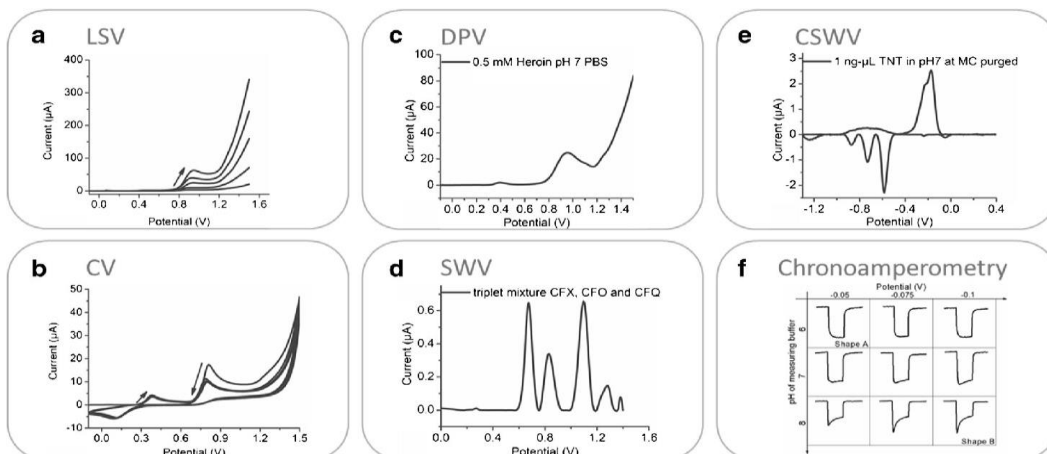 a LSV
400
300
200
100
0
Current (µA)
0.0 0.4 0.8 1.2 1.6
Potential (V)
c DPV
0.5 mM Heroin pH 7 PBS
100
80
60
40
20
0
Current (µA)
0.0 0.2 0.4 0.6 0.8 1.0 1.2 1.4
Potential (V)
e CSWV
1 ng-µL TNT in pH7 at MC purged
3
2
1
0
-1
-2
Current (µA)
-1.2 -0.8 -0.4 0.0 0.4
Potential (V)
b CV
50
40
30
20
10
0
-10
Current (µA)
0.0 0.3 0.6 0.9 1.2 1.5
Potential (V)
d SWV
triplet mixture CFX, CFO and CFQ
0.6
0.4
0.2
0.0
Current (µA)
0.0 0.4 0.8 1.2 1.6
Potential (V)
f Chronoamperometry
Potential (V)
-0.05 -0.075 -0.1
pH of measuring buffer
6
Shape A
7
8
Shape B